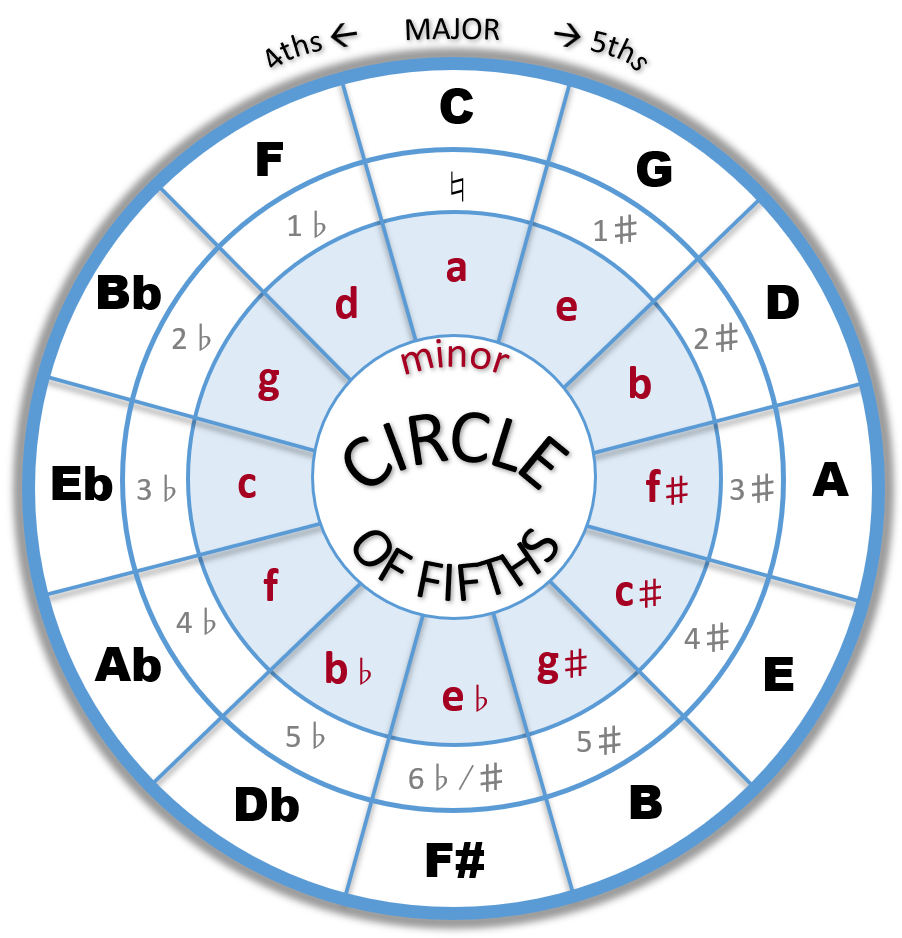 4ths ← MAJOR → 5ths
C
F
G
♮
1♭
1♯
Bb
D
a
d
e
2♭
2♯
minor
g
b
CIRCLE
Eb
3♭
c
f♯
3♯
A
OF FIFTHS
f
c♯
4♭
4♯
Ab
E
b♭
g♯
e♭
5♭
5♯
6♭/♯
Db
B
F#